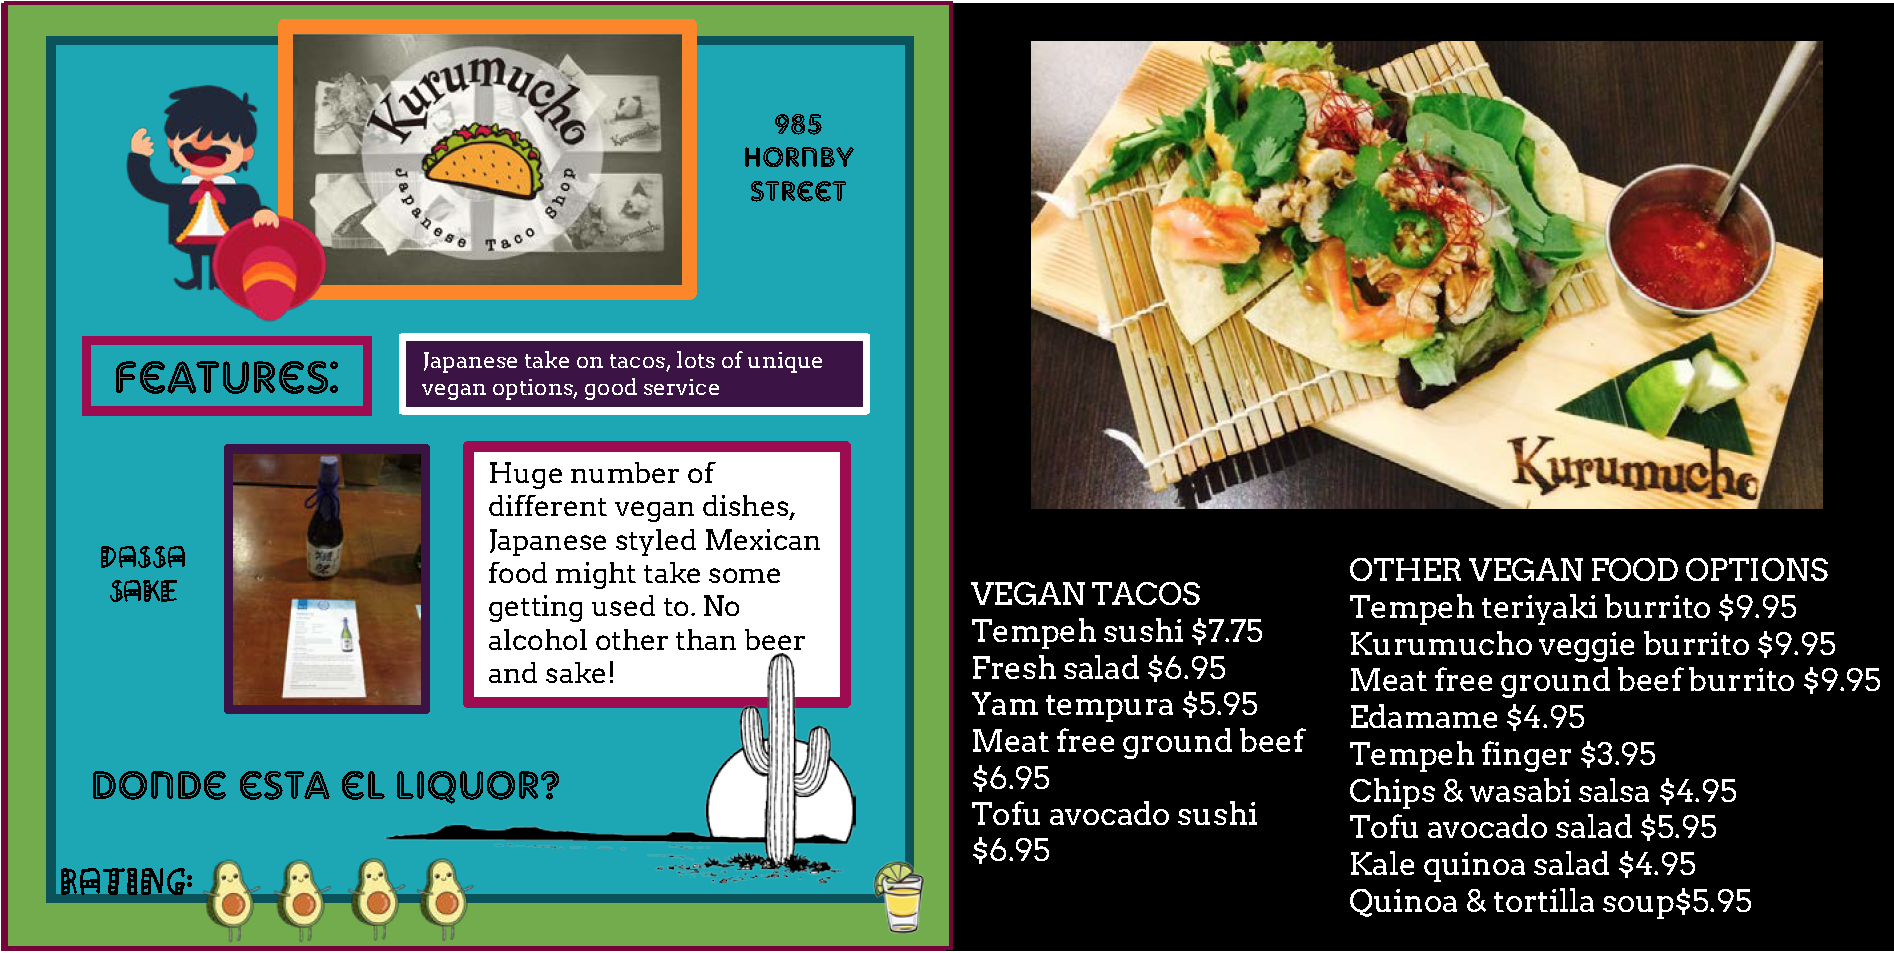 Kurumucho
Japanese Taco Shop
Kurumucho
Kurumucho
985
HORNBY
STREET
FEATURES:
Japanese take on tacos, lots of unique
vegan options, good service
DASSA
SAKE
Huge number of
different vegan dishes,
Japanese styled Mexican
food might take some
getting used to. No
alcohol other than beer
and sake!
DONDE ESTA EL LIQUOR?
RATING:
Kurumucho
VEGAN TACOS
Tempeh sushi $7.75
Fresh salad $6.95
Yam tempura $5.95
Meat free ground beef
$6.95
Tofu avocado sushi
$6.95
OTHER VEGAN FOOD OPTIONS
Tempeh teriyaki burrito $9.95
Kurumucho veggie burrito $9.95
Meat free ground beef burrito $9.95
Edamame $4.95
Tempeh finger $3.95
Chips & wasabi salsa $4.95
Tofu avocado salad $5.95
Kale quinoa salad $4.95
Quinoa & tortilla soup$5.95